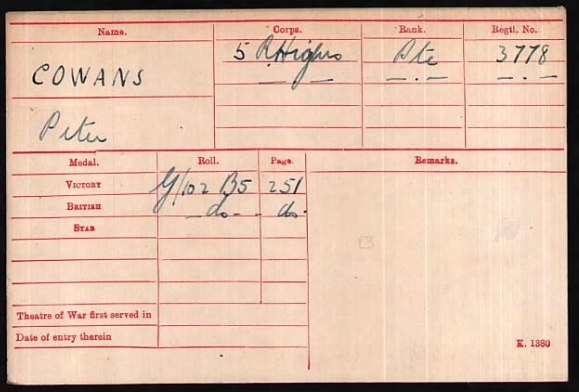 Name. Corps. Rank. Regtl. No.
COWANS 5 R. Highrs Pte 3778
— . — — . — — . —
Peter
Medal. Roll. Page. Remarks.
VICTORY G/102 B5 251
BRITISH — do — - do -
STAR
Theatre of War first served in
Date of entry therein
K. 1380